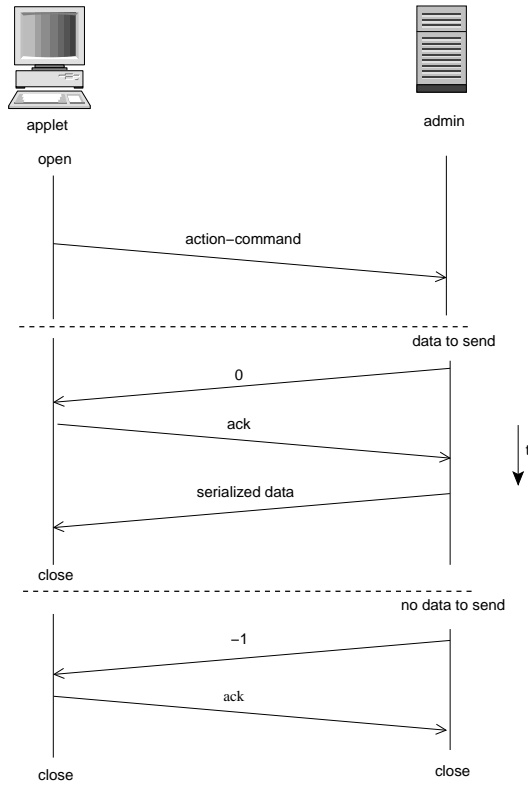 applet
admin
open
action−command
data to send
0
ack
t
serialized data
close
no data to send
−1
ack
close
close